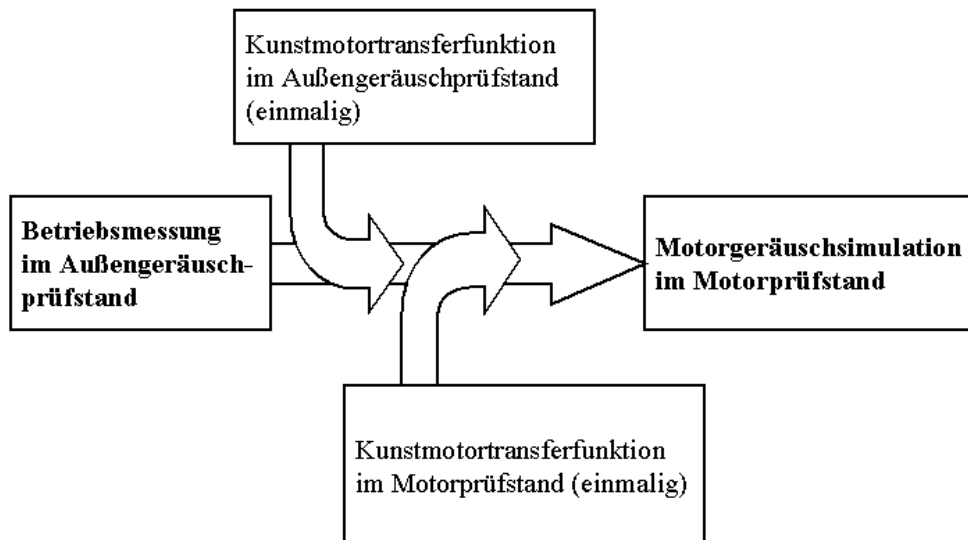 Kunstmotortransferfunktion
im Außengeräuschprüfstand
(einmalig)
Betriebsmessung
im Außengeräusch-
prüfstand
Motorgeräuschsimulation
im Motorprüfstand
Kunstmotortransferfunktion
im Motorprüfstand (einmalig)